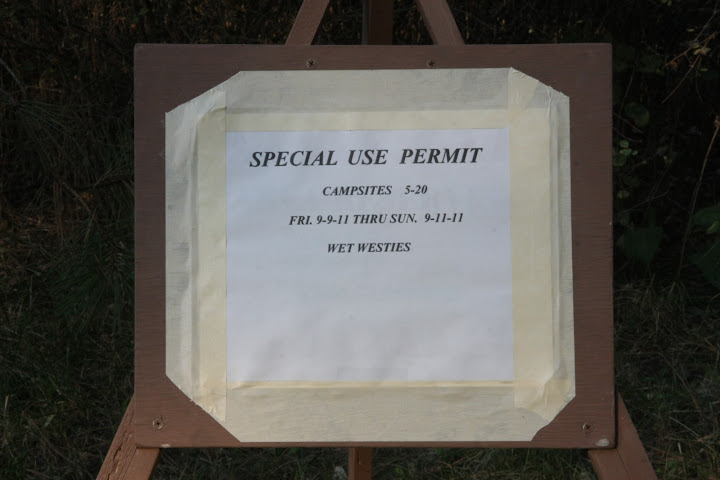 SPECIAL USE PERMIT
CAMPSITES 5-20
FRI. 9-9-11 THRU SUN. 9-11-11
WET WESTIES